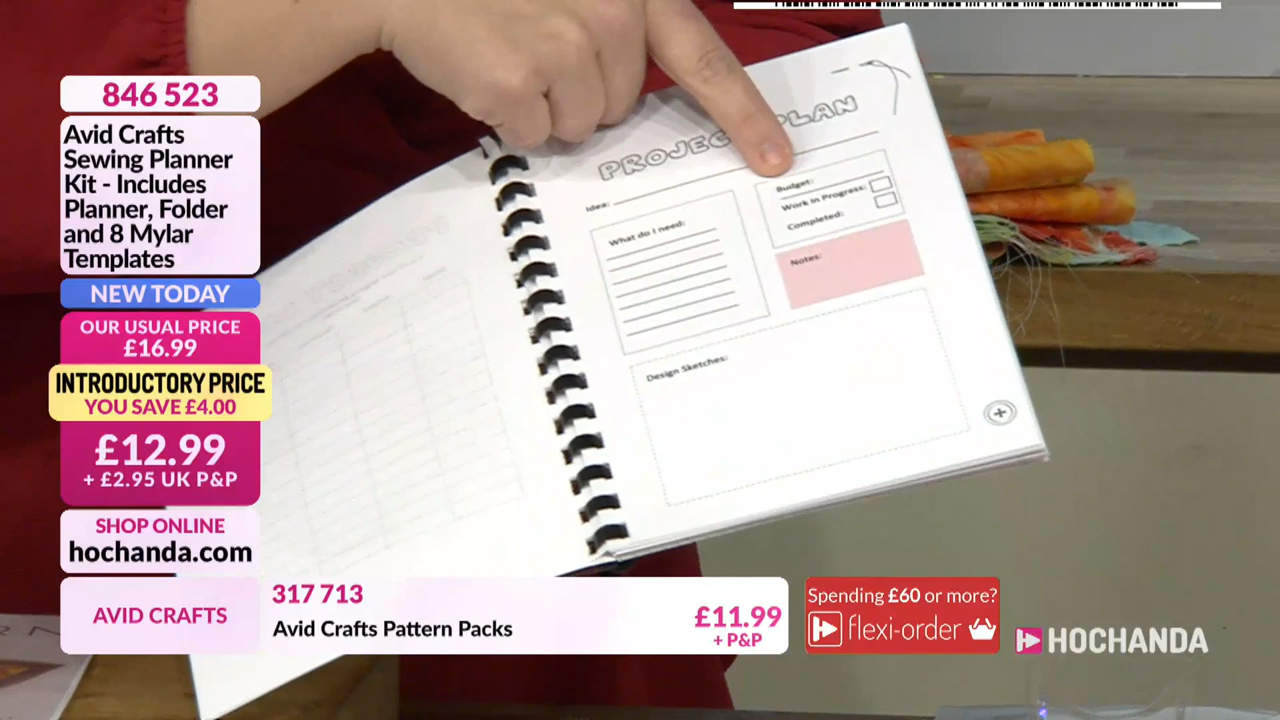 846 523
Avid Crafts
Sewing Planner
Kit - Includes
Planner, Folder
and 8 Mylar
Templates
NEW TODAY
OUR USUAL PRICE
£16.99
INTRODUCTORY PRICE
YOU SAVE £4.00
£12.99
+ £2.95 UK P&P
SHOP ONLINE
hochanda.com
PLAN
Idea:
What do I need:
Budget:
Work in Progress:
Completed:
Notes:
Design Sketches:
AVID CRAFTS
317 713
Avid Crafts Pattern Packs
£11.99
+ P&P
Spending £60 or more?
flexi-order
HOCHANDA